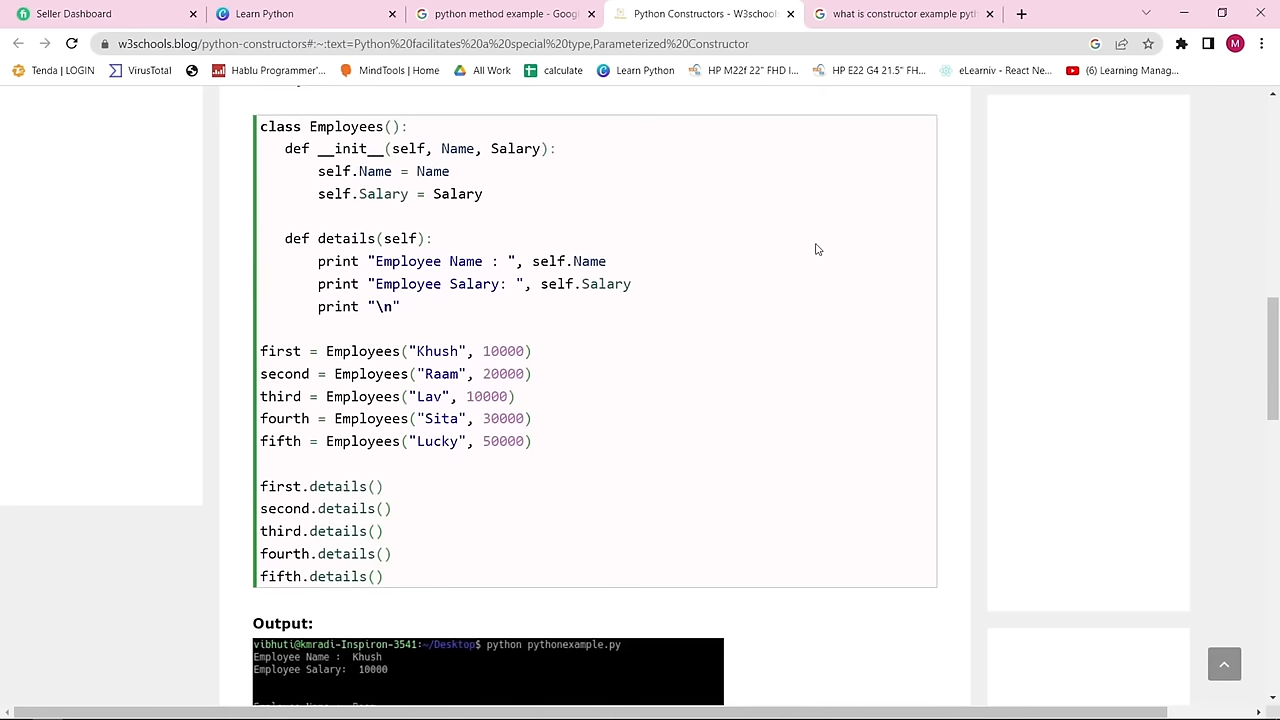 Seller Dashboard
Learn Python
python method example - Goog
Python Constructors - W3schools
what is constructor example pyth
w3schools.blog/python-constructors#:~:text=Python%20facilitates%20a%20special%20type,Parameterized%20Constructor
G
M
Tenda | LOGIN
VirusTotal
Hablu Programmer'...
MindTools | Home
All Work
calculate
Learn Python
HP M22f 22" FHD I...
HP E22 G4 21.5" FH...
eLearniv - React Ne...
(6) Learning Manag...
class Employees():
def __init__(self, Name, Salary):
self.Name = Name
self.Salary = Salary
def details(self):
print "Employee Name : ", self.Name
print "Employee Salary: ", self.Salary
print "\n"
first = Employees("Khush", 10000)
second = Employees("Raam", 20000)
third = Employees("Lav", 10000)
fourth = Employees("Sita", 30000)
fifth = Employees("Lucky", 50000)
first.details()
second.details()
third.details()
fourth.details()
fifth.details()
Output:
vibhuti@kmradi-Inspiron-3541:~/Desktop$ python pythonexample.py
Employee Name :  Khush
Employee Salary:  10000